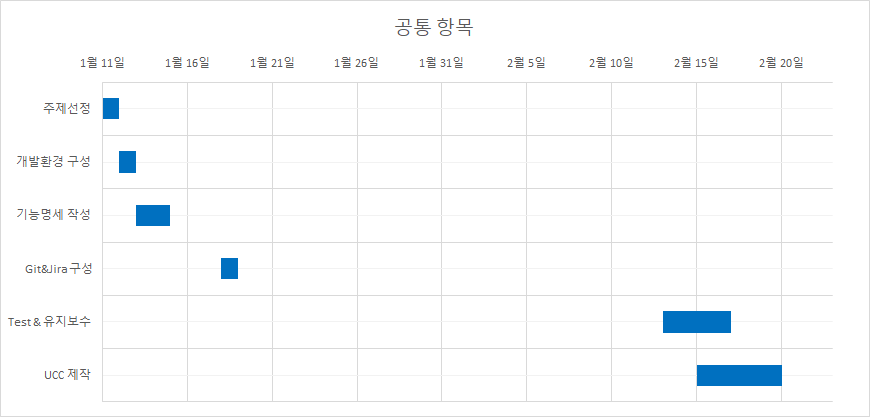 공통 항목
1월 11일 1월 16일 1월 21일 1월 26일 1월 31일 2월 5일 2월 10일 2월 15일 2월 20일
주제선정
개발환경 구성
기능명세 작성
Git&Jira 구성
Test & 유지보수
UCC 제작